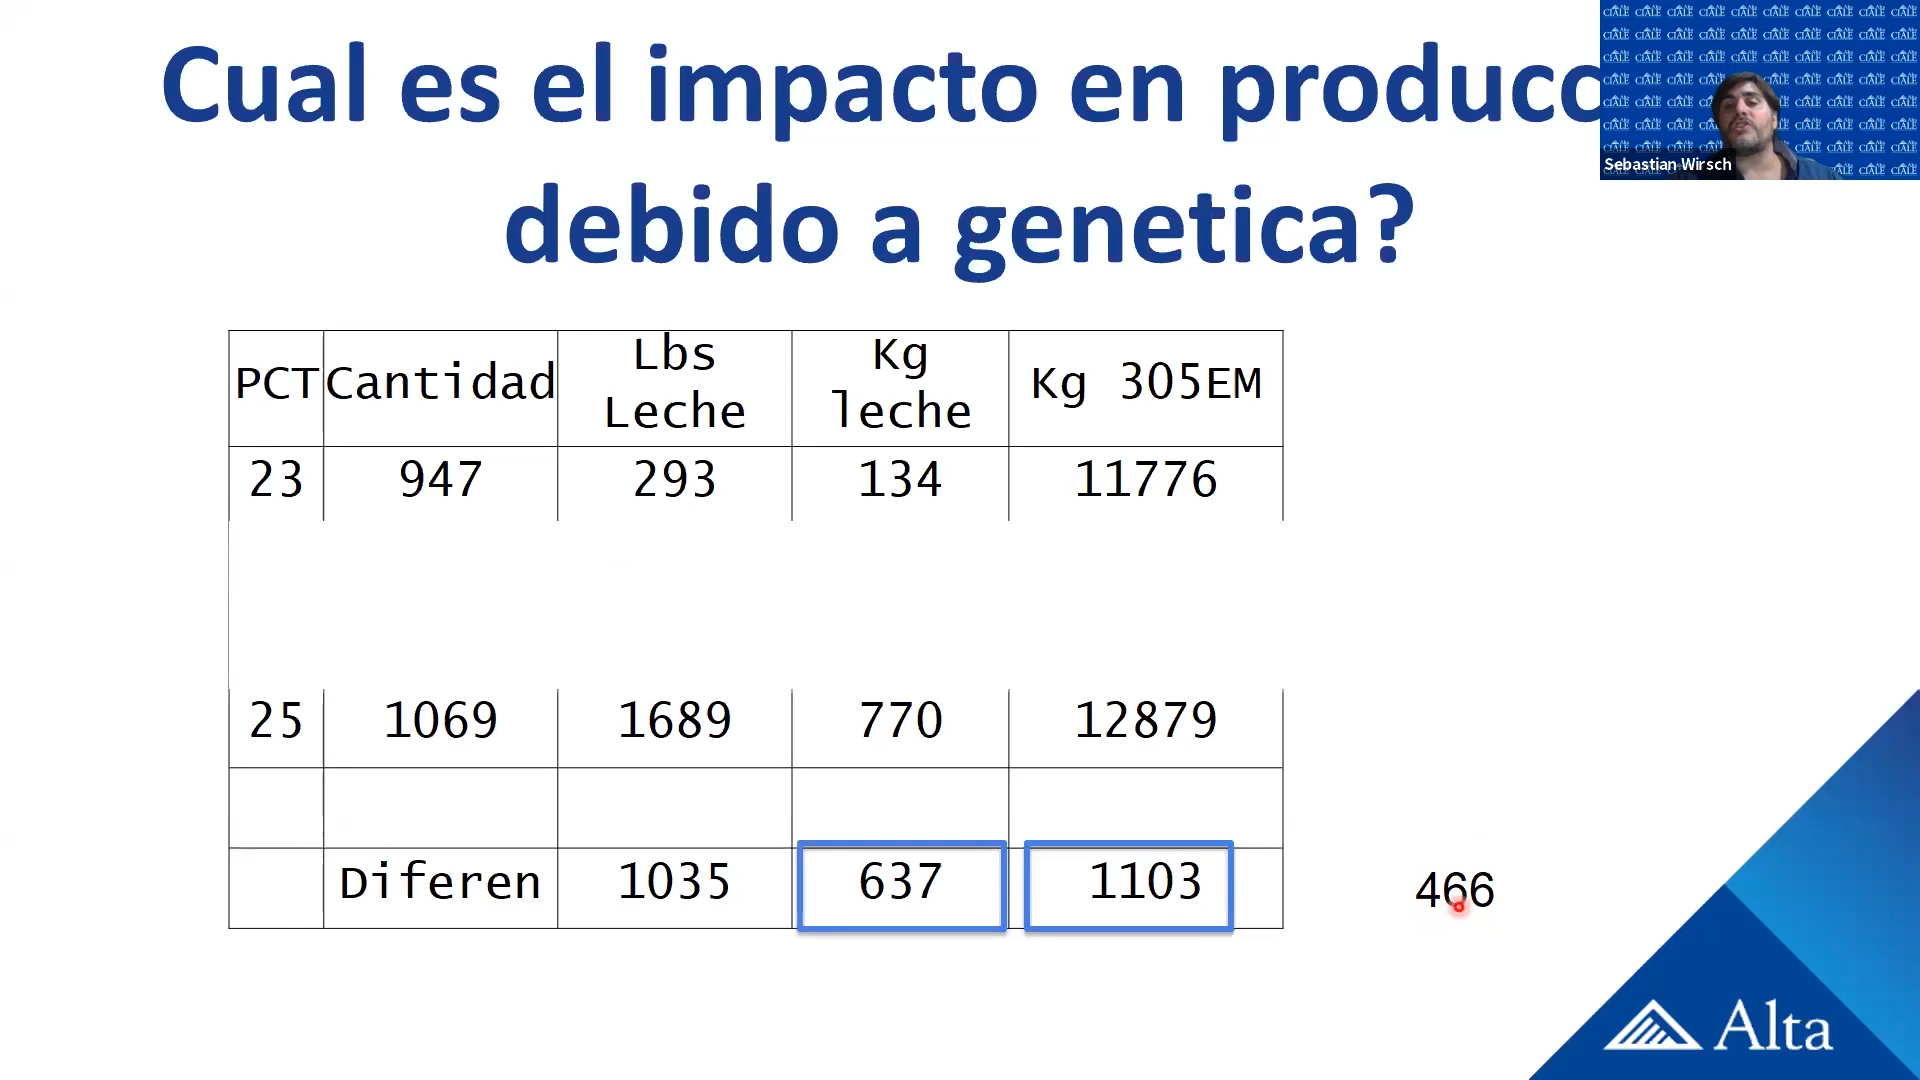 Cual es el impacto en producc
debido a genetica?
Sebastian Wirsch
PCT Cantidad Lbs Leche Kg leche Kg 305EM
23 947 293 134 11776
25 1069 1689 770 12879
Diferen 1035 637 1103
466
Alta